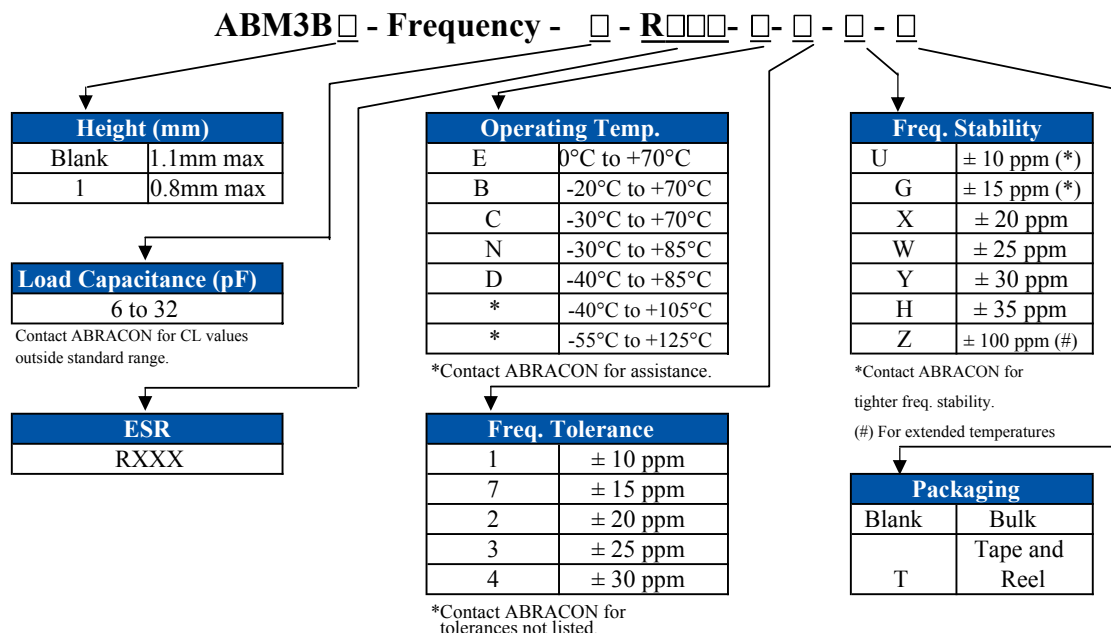 ABM3B□ - Frequency - □ - R□□□- □- □ - □ - □
Height (mm)
Blank 1.1mm max
1 0.8mm max
Load Capacitance (pF)
6 to 32
Contact ABRACON for CL values
outside standard range.
ESR
RXXX
Operating Temp.
E 0°C to +70°C
B -20°C to +70°C
C -30°C to +70°C
N -30°C to +85°C
D -40°C to +85°C
* -40°C to +105°C
* -55°C to +125°C
*Contact ABRACON for assistance.
Freq. Tolerance
1 ± 10 ppm
7 ± 15 ppm
2 ± 20 ppm
3 ± 25 ppm
4 ± 30 ppm
*Contact ABRACON for
tolerances not listed.
Freq. Stability
U ± 10 ppm (*)
G ± 15 ppm (*)
X ± 20 ppm
W ± 25 ppm
Y ± 30 ppm
H ± 35 ppm
Z ± 100 ppm (#)
*Contact ABRACON for
tighter freq. stability.
(#) For extended temperatures
Packaging
Blank Bulk
Tape and
T Reel